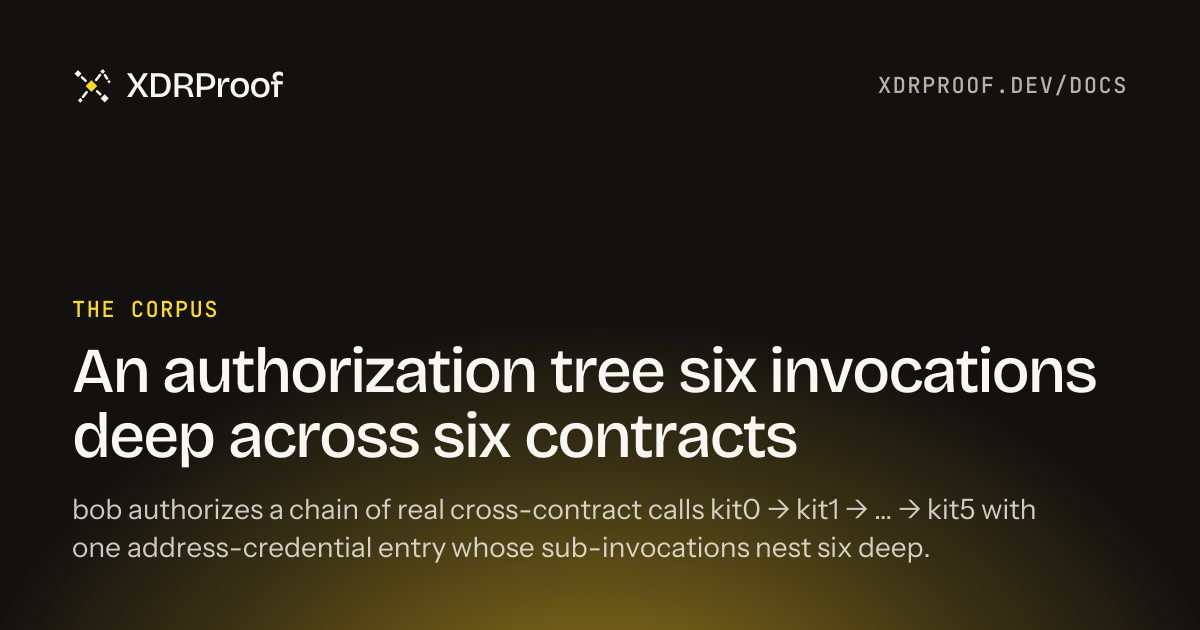 XDRProof
XDRPROOF.DEV/DOCS
THE CORPUS
An authorization tree six invocations
deep across six contracts
bob authorizes a chain of real cross-contract calls kit0 → kit1 → … → kit5 with
one address-credential entry whose sub-invocations nest six deep.